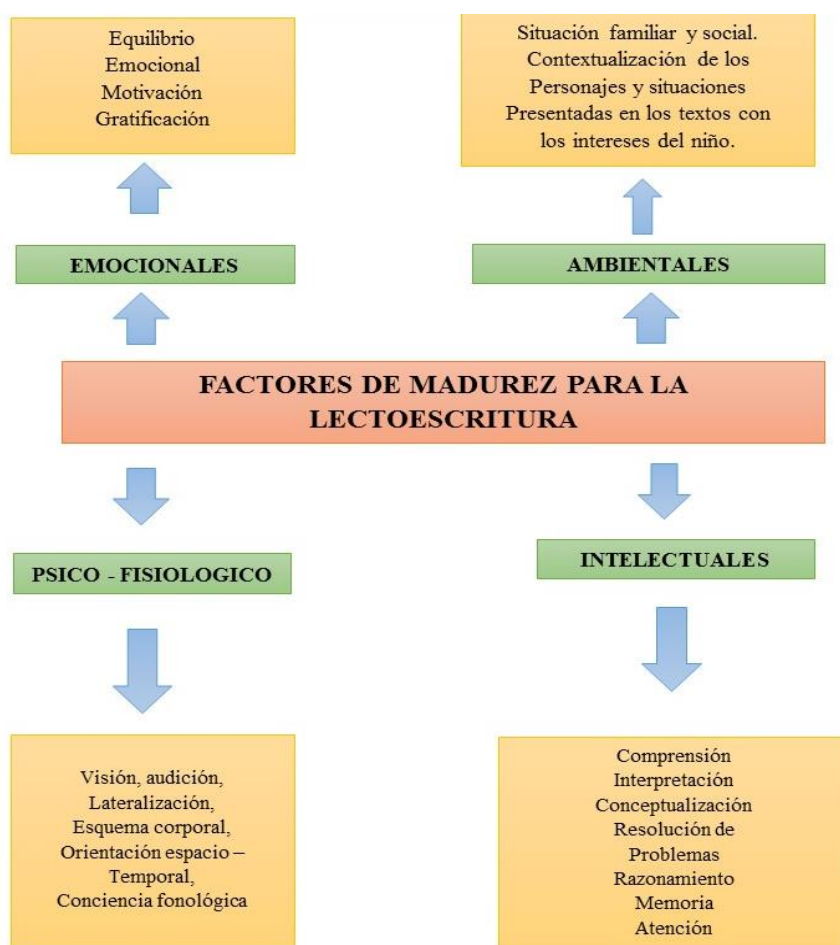 Equilibrio
Emocional
Motivación
Gratificación
Situación familiar y social.
Contextualización de los
Personajes y situaciones
Presentadas en los textos con
los intereses del niño.
EMOCIONALES
AMBIENTALES
FACTORES DE MADUREZ PARA LA
LECTOESCRITURA
PSICO - FISIOLOGICO
INTELECTUALES
Visión, audición,
Lateralización,
Esquema corporal,
Orientación espacio –
Temporal,
Conciencia fonológica
Comprensión
Interpretación
Conceptualización
Resolución de
Problemas
Razonamiento
Memoria
Atención